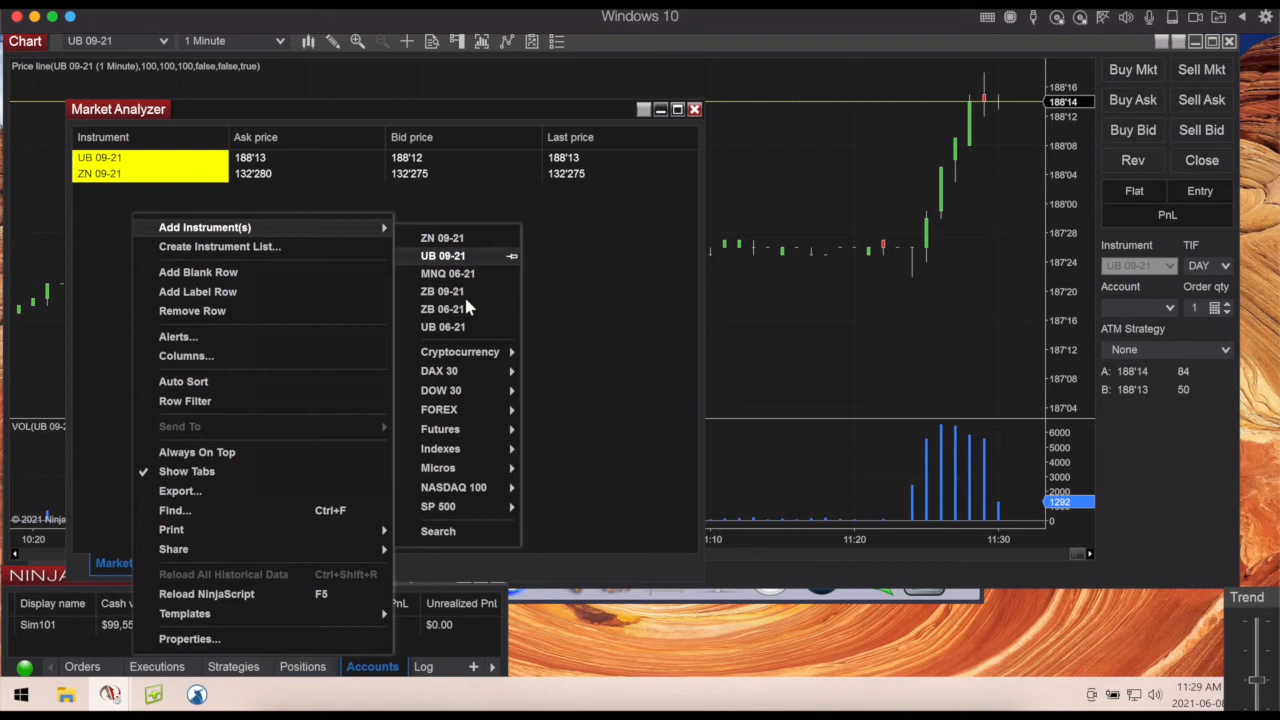 Windows 10
Chart UB 09-21 1 Minute
Price line(UB 09-21 (1 Minute),100,100,100,false,false,true)
Market Analyzer
Instrument Ask price Bid price Last price
UB 09-21 188'13 188'12 188'13
ZN 09-21 132'280 132'275 132'275
Add Instrument(s)
Create Instrument List...
Add Blank Row
Add Label Row
Remove Row
Alerts...
Columns...
Auto Sort
Row Filter
Send To
Always On Top
Show Tabs
Export...
Find... Ctrl+F
Print
Share
Reload All Historical Data Ctrl+Shift+R
Reload NinjaScript F5
Templates
Properties...
ZN 09-21
UB 09-21
MNQ 06-21
ZB 09-21
ZB 06-21
UB 06-21
Cryptocurrency
DAX 30
DOW 30
FOREX
Futures
Indexes
Micros
NASDAQ 100
SP 500
Search
188'16
188'14
188'12
188'08
188'04
188'00
187'28
187'24
187'20
187'16
187'12
187'08
187'04
VOL(UB 09-2
6000
5000
4000
3000
2000
1292
0
© 2021 Ninja
10:20 1:10 11:20 11:30
Market
Buy Mkt Sell Mkt
Buy Ask Sell Ask
Buy Bid Sell Bid
Rev Close
Flat Entry
PnL
Instrument TIF
UB 09-21 DAY
Account Order qty
1
ATM Strategy
None
A: 188'14 84
B: 188'13 50
NINJA
Display name Cash v PnL Unrealized PnL
Sim101 $99,55 $0.00
Orders Executions Strategies Positions Accounts Log +
Trend
11:29 AM
2021-06-08